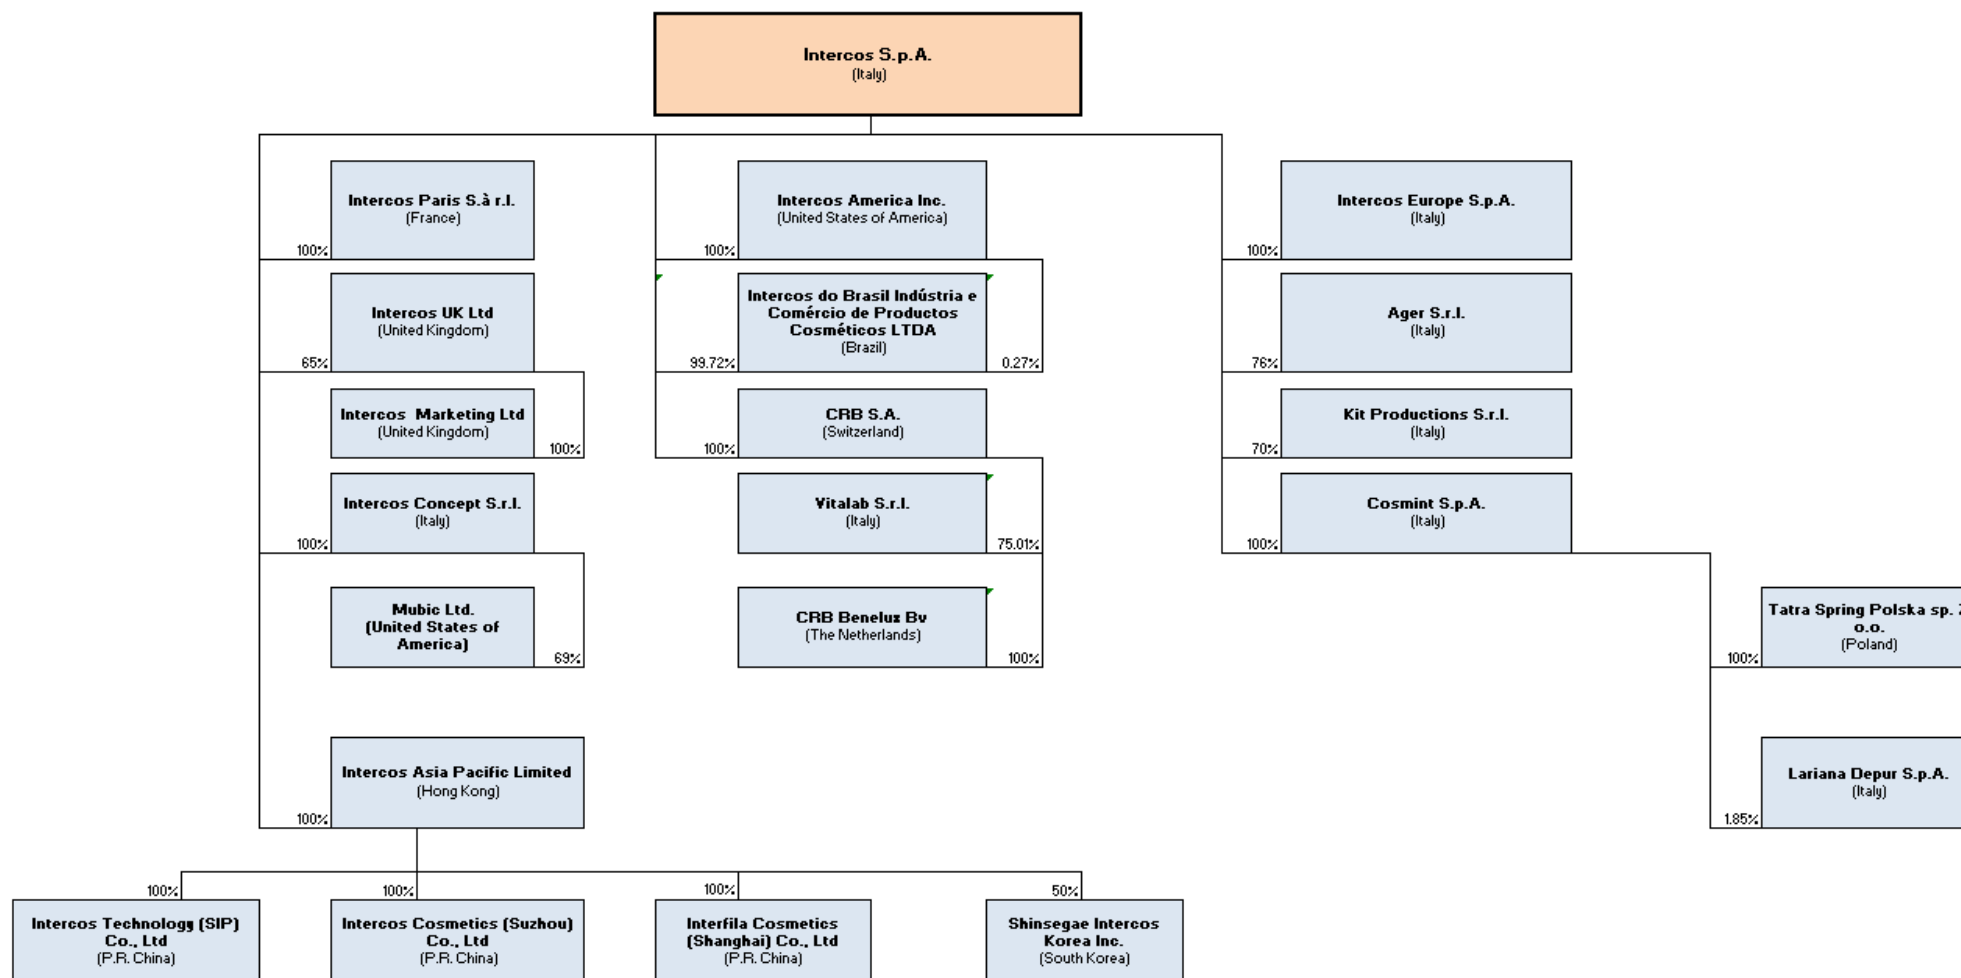 Intercos S.p.A.
(Italy)
Intercos Paris S.à r.l.
(France)
100%
Intercos UK Ltd
(United Kingdom)
65%
Intercos Marketing Ltd
(United Kingdom)
100%
Intercos Concept S.r.l.
(Italy)
100%
Mubic Ltd.
(United States of
America)
69%
Intercos Asia Pacific Limited
(Hong Kong)
100%
Intercos America Inc.
(United States of America)
100%
Intercos do Brasil Indústria e
Comércio de Productos
Cosméticos LTDA
(Brazil)
99.72%
0.27%
CRB S.A.
(Switzerland)
100%
Vitalab S.r.l.
(Italy)
75.01%
CRB Benelux Bv
(The Netherlands)
100%
Intercos Europe S.p.A.
(Italy)
100%
Ager S.r.l.
(Italy)
76%
Kit Productions S.r.l.
(Italy)
70%
Cosmint S.p.A.
(Italy)
100%
Tatra Spring Polska sp.
o.o.
(Poland)
100%
Lariana Depur S.p.A.
(Italy)
1.85%
100%
Intercos Technology (SIP)
Co., Ltd
(P.R. China)
100%
Intercos Cosmetics (Suzhou)
Co., Ltd
(P.R. China)
100%
Interfila Cosmetics
(Shanghai) Co., Ltd
(P.R. China)
50%
Shinsegae Intercos
Korea Inc.
(South Korea)